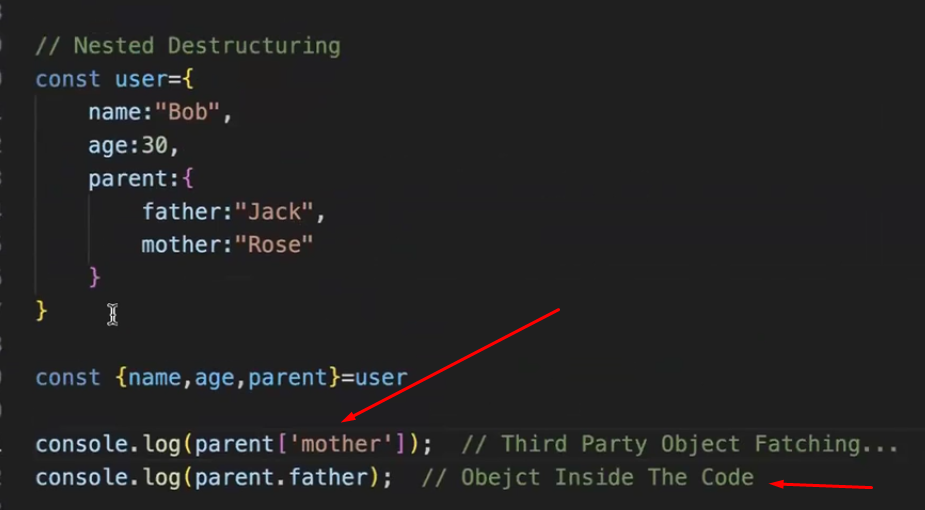 // Nested Destructuring
const user={
name:"Bob",
age:30,
parent:{
father:"Jack",
mother:"Rose"
}
}
const {name,age,parent}=user
console.log(parent['mother']);  // Third Party Object Fatching...
console.log(parent.father);  // Obejct Inside The Code